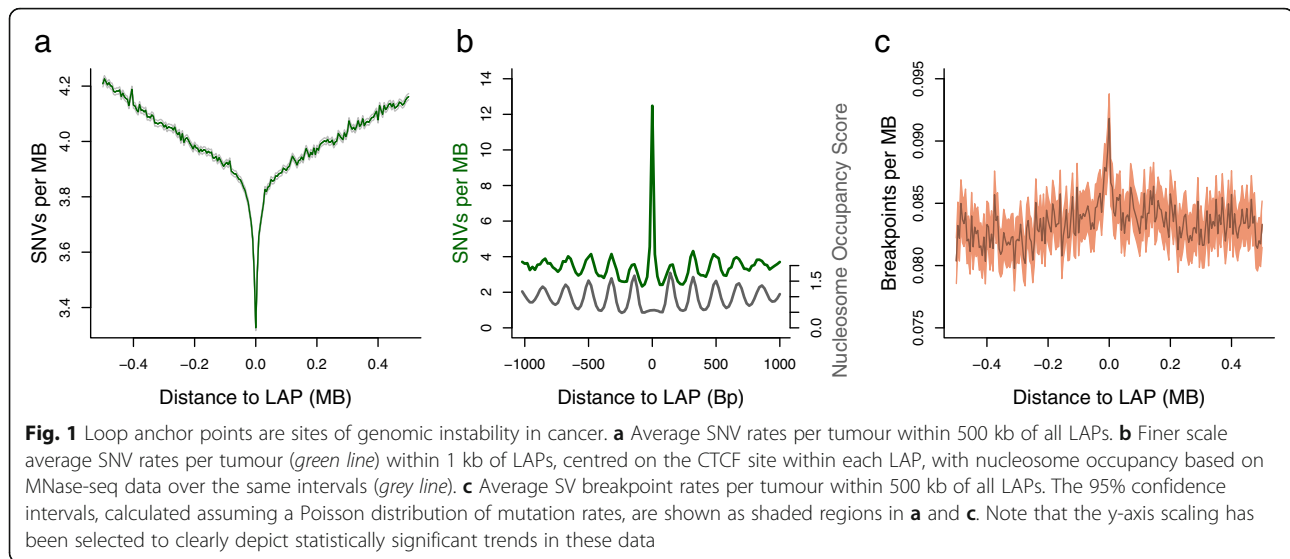 a
SNVs per MB
4.2
4.0
3.8
3.6
3.4
−0.4 −0.2 0.0 0.2 0.4
Distance to LAP (MB)
b
SNVs per MB
14
12
10
8
6
4
2
0
1.5
0.0
Nucleosome Occupancy Score
−1000 −500 0 500 1000
Distance to LAP (Bp)
c
Breakpoints per MB
0.095
0.090
0.085
0.080
0.075
−0.4 −0.2 0.0 0.2 0.4
Distance to LAP (MB)
Fig. 1 Loop anchor points are sites of genomic instability in cancer. a Average SNV rates per tumour within 500 kb of all LAPs. b Finer scale
average SNV rates per tumour (green line) within 1 kb of LAPs, centred on the CTCF site within each LAP, with nucleosome occupancy based on
MNase-seq data over the same intervals (grey line). c Average SV breakpoint rates per tumour within 500 kb of all LAPs. The 95% confidence
intervals, calculated assuming a Poisson distribution of mutation rates, are shown as shaded regions in a and c. Note that the y-axis scaling has
been selected to clearly depict statistically significant trends in these data